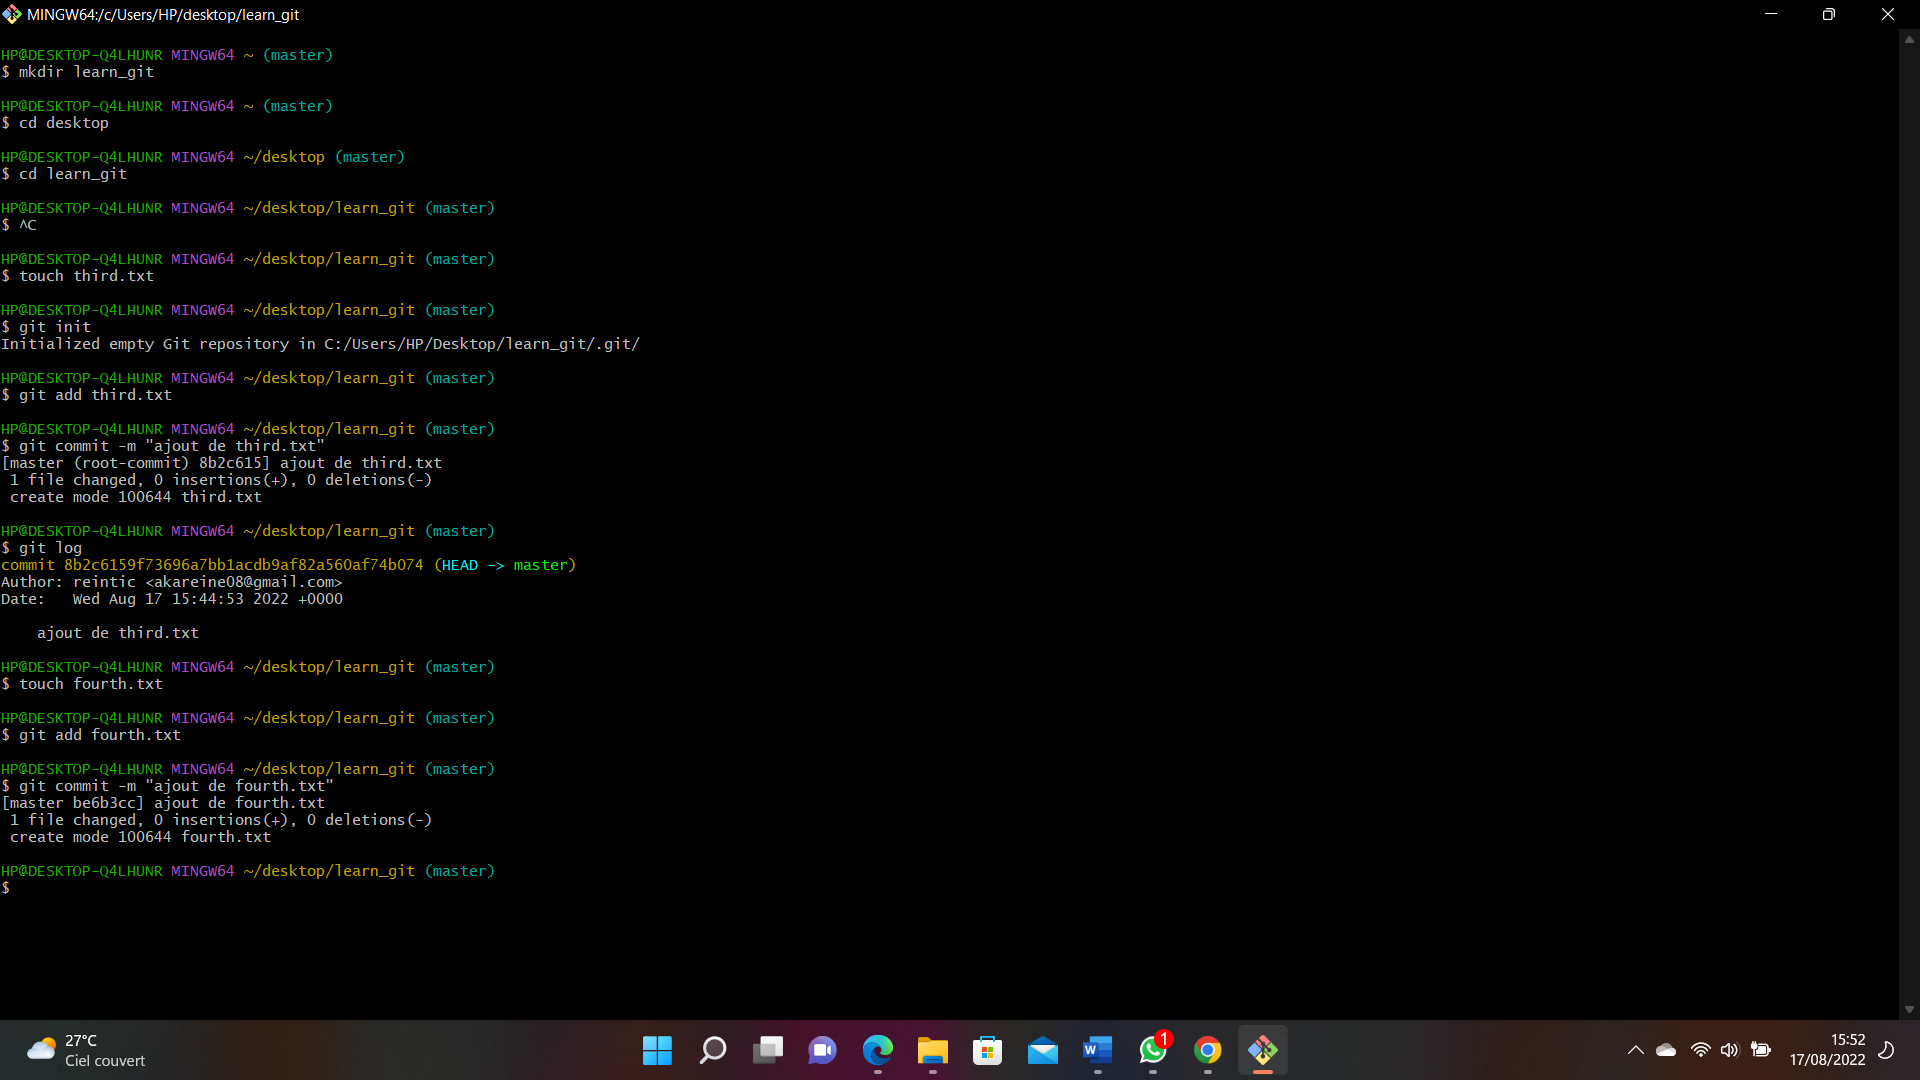 MINGW64:/c/Users/HP/desktop/learn_git
HP@DESKTOP-Q4LHUNR MINGW64 ~ (master)
$ mkdir learn_git
HP@DESKTOP-Q4LHUNR MINGW64 ~ (master)
$ cd desktop
HP@DESKTOP-Q4LHUNR MINGW64 ~/desktop (master)
$ cd learn_git
HP@DESKTOP-Q4LHUNR MINGW64 ~/desktop/learn_git (master)
$ ^C
HP@DESKTOP-Q4LHUNR MINGW64 ~/desktop/learn_git (master)
$ touch third.txt
HP@DESKTOP-Q4LHUNR MINGW64 ~/desktop/learn_git (master)
$ git init
Initialized empty Git repository in C:/Users/HP/Desktop/learn_git/.git/
HP@DESKTOP-Q4LHUNR MINGW64 ~/desktop/learn_git (master)
$ git add third.txt
HP@DESKTOP-Q4LHUNR MINGW64 ~/desktop/learn_git (master)
$ git commit -m "ajout de third.txt"
[master (root-commit) 8b2c615] ajout de third.txt
 1 file changed, 0 insertions(+), 0 deletions(-)
 create mode 100644 third.txt
HP@DESKTOP-Q4LHUNR MINGW64 ~/desktop/learn_git (master)
$ git log
commit 8b2c6159f73696a7bb1acdb9af82a560af74b074 (HEAD -> master)
Author: reintic <akareine08@gmail.com>
Date:   Wed Aug 17 15:44:53 2022 +0000
    ajout de third.txt
HP@DESKTOP-Q4LHUNR MINGW64 ~/desktop/learn_git (master)
$ touch fourth.txt
HP@DESKTOP-Q4LHUNR MINGW64 ~/desktop/learn_git (master)
$ git add fourth.txt
HP@DESKTOP-Q4LHUNR MINGW64 ~/desktop/learn_git (master)
$ git commit -m "ajout de fourth.txt"
[master be6b3cc] ajout de fourth.txt
 1 file changed, 0 insertions(+), 0 deletions(-)
 create mode 100644 fourth.txt
HP@DESKTOP-Q4LHUNR MINGW64 ~/desktop/learn_git (master)
$
27°C
Ciel couvert
W
1
15:52
17/08/2022